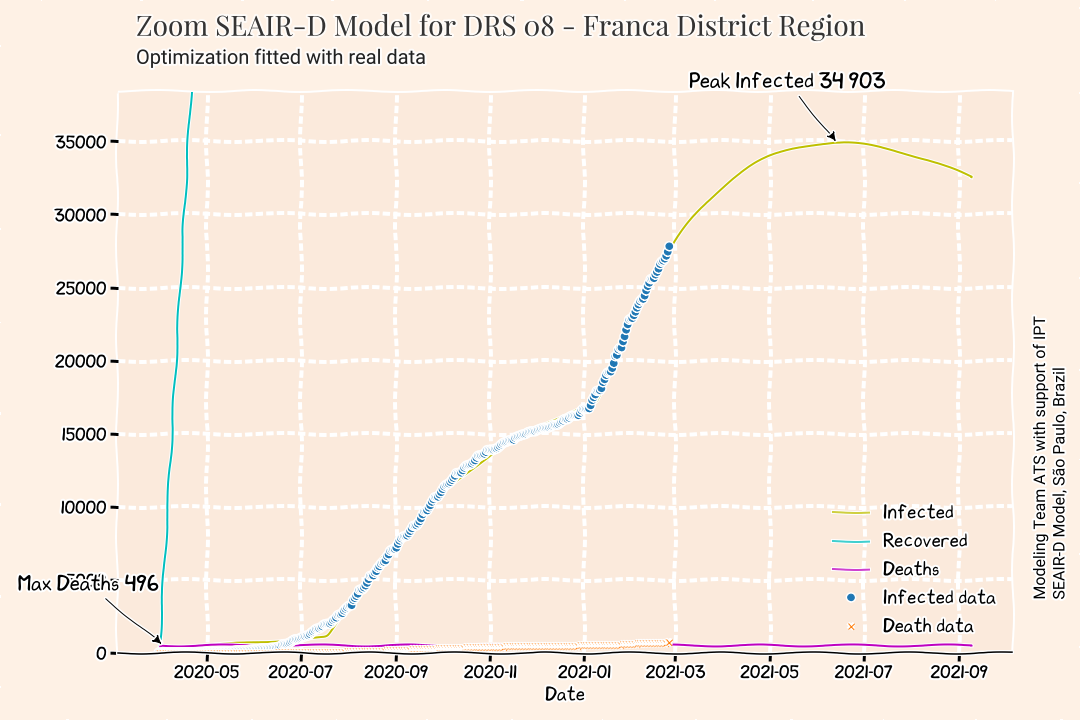 Zoom SEAIR-D Model for DRS 08 - Franca District Region
Optimization fitted with real data
Peak Infected 34 903
35000
30000
25000
20000
15000
10000
Max Deaths 496
0
2020-05
2020-07
2020-09
2020-11
2021-01
2021-03
2021-05
2021-07
2021-09
Date
Infected
Recovered
Deaths
Infected data
Death data
Modeling Team ATS with support of IPT
SEAIR-D Model, São Paulo, Brazil